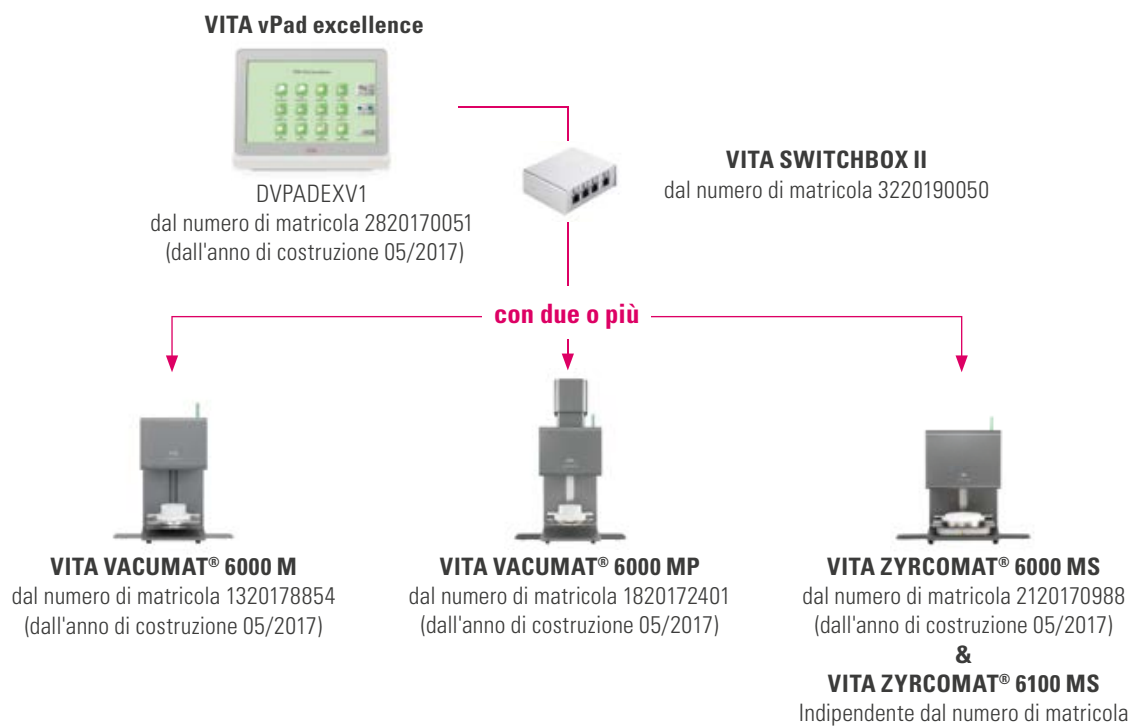 VITA vPad excellence
DVPADEXV1
dal numero di matricola 2820170051
(dall'anno di costruzione 05/2017)
VITA SWITCHBOX II
dal numero di matricola 3220190050
con due o più
VITA VACUMAT® 6000 M
dal numero di matricola 1320178854
(dall'anno di costruzione 05/2017)
VITA VACUMAT® 6000 MP
dal numero di matricola 1820172401
(dall'anno di costruzione 05/2017)
VITA ZYRCOMAT® 6000 MS
dal numero di matricola 2120170988
(dall'anno di costruzione 05/2017)
&
VITA ZYRCOMAT® 6100 MS
Indipendente dal numero di matricola